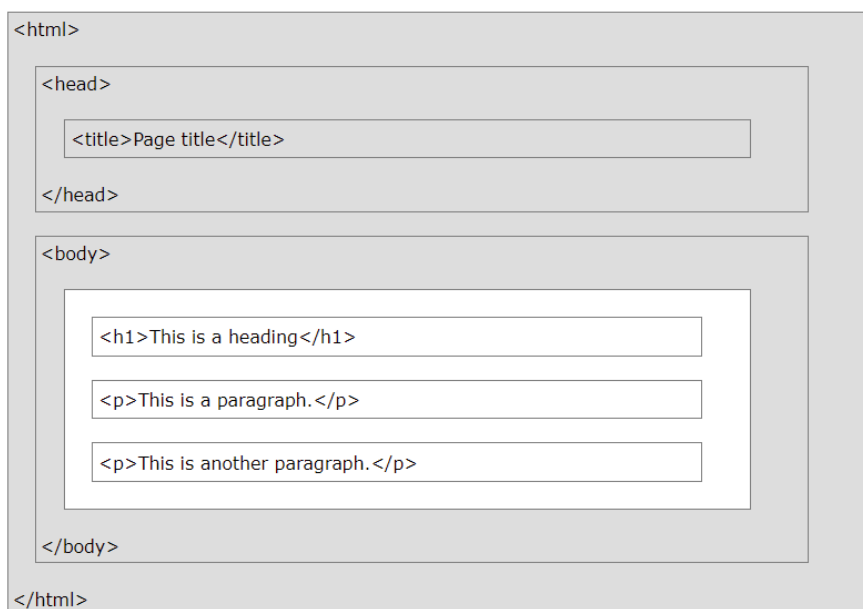 <html>
<head>
<title>Page title</title>
</head>
<body>
<h1>This is a heading</h1>
<p>This is a paragraph.</p>
<p>This is another paragraph.</p>
</body>
</html>